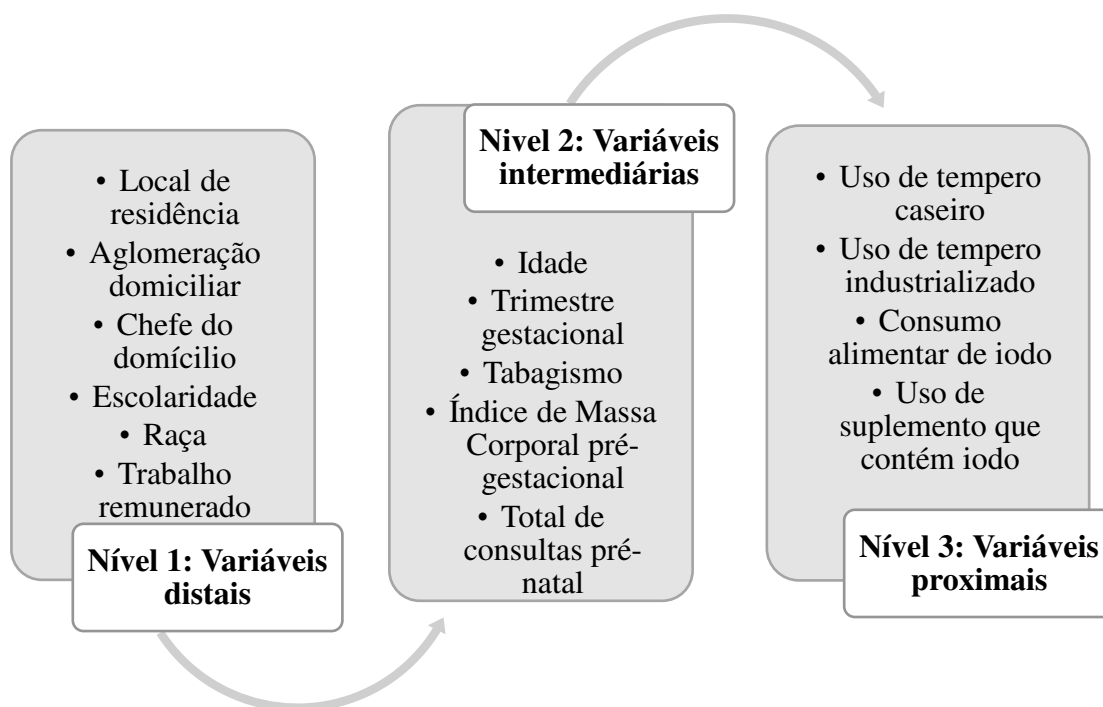 • Local de
residência
• Aglomeração
domiciliar
• Chefe do
domícilio
• Escolaridade
• Raça
• Trabalho
remunerado
Nível 1: Variáveis
distais
Nivel 2: Variáveis
intermediárias
• Idade
• Trimestre
gestacional
• Tabagismo
• Índice de Massa
Corporal pré-
gestacional
• Total de
consultas pré-
natal
• Uso de tempero
caseiro
• Uso de tempero
industrializado
• Consumo
alimentar de iodo
• Uso de
suplemento que
contém iodo
Nível 3: Variáveis
proximais